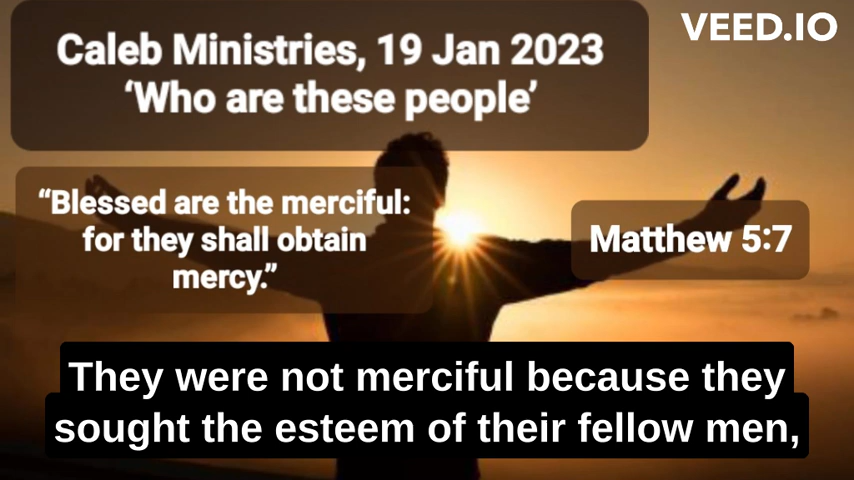 VEED.IO
Caleb Ministries, 19 Jan 2023
‘Who are these people’
“Blessed are the merciful:
for they shall obtain
mercy.”
Matthew 5:7
They were not merciful because they
sought the esteem of their fellow men,